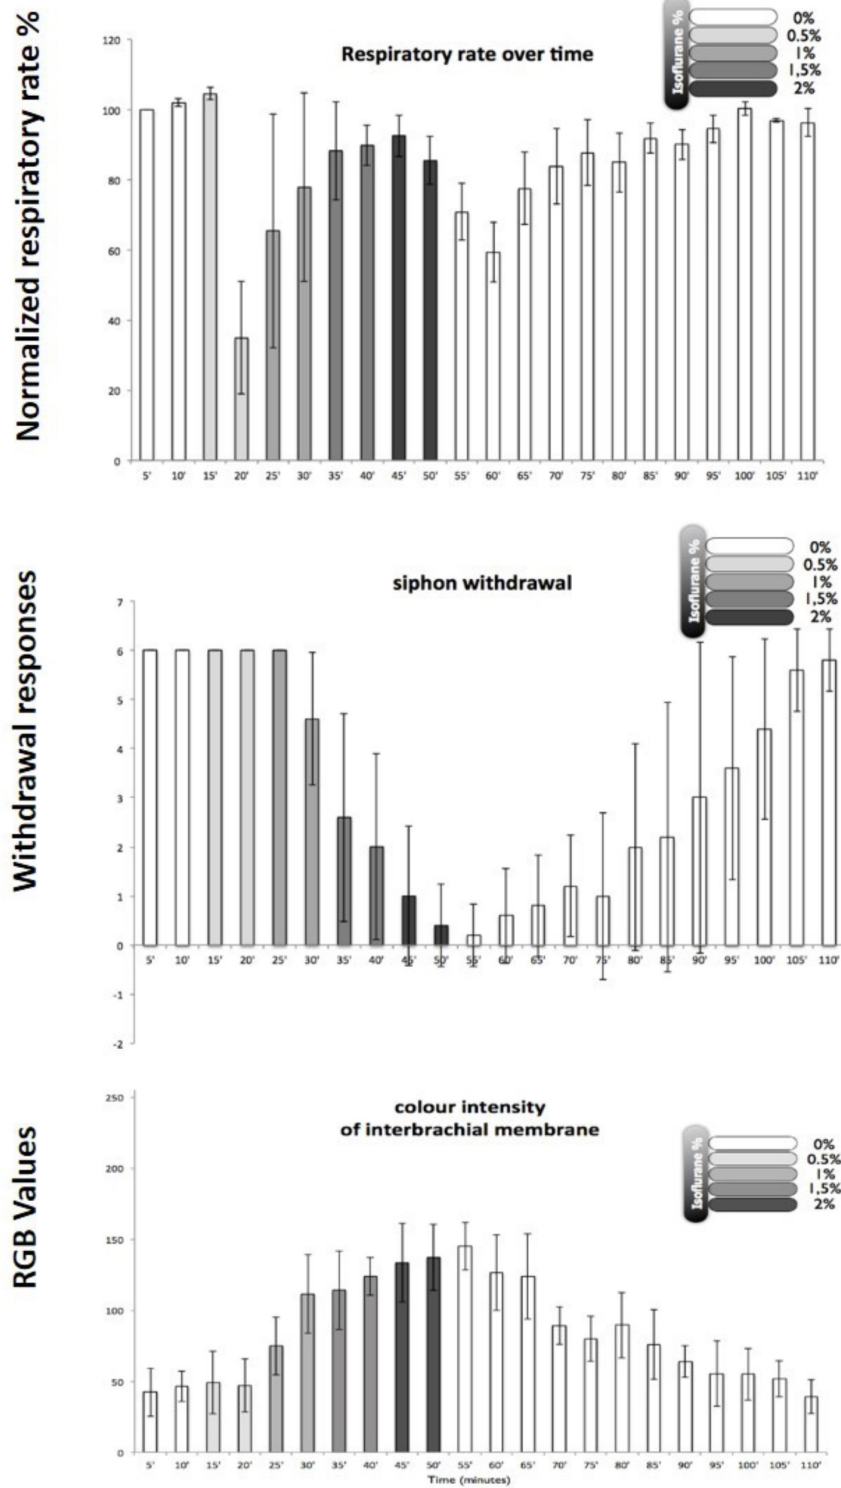 Normalized respiratory rate %
Respiratory rate over time
Isoflurane %
0%
0.5%
1%
1,5%
2%
120
100
80
60
40
20
0
5' 10' 15' 20' 25' 30' 35' 40' 45' 50' 55' 60' 65' 70' 75' 80' 85' 90' 95' 100' 105' 110'
Withdrawal responses
siphon withdrawal
Isoflurane %
0%
0.5%
1%
1,5%
2%
7
6
5
4
3
2
1
0
-1
-2
5' 10' 15' 20' 25' 30' 35' 40' 45' 50' 55' 60' 65' 70' 75' 80' 85' 90' 95' 100' 105' 110'
RGB Values
colour intensity
of interbrachial membrane
Isoflurane %
0%
0.5%
1%
1,5%
2%
250
200
150
100
50
0
5' 10' 15' 20' 25' 30' 35' 40' 45' 50' 55' 60' 65' 70' 75' 80' 85' 90' 95' 100' 105' 110'
Time (minutes)